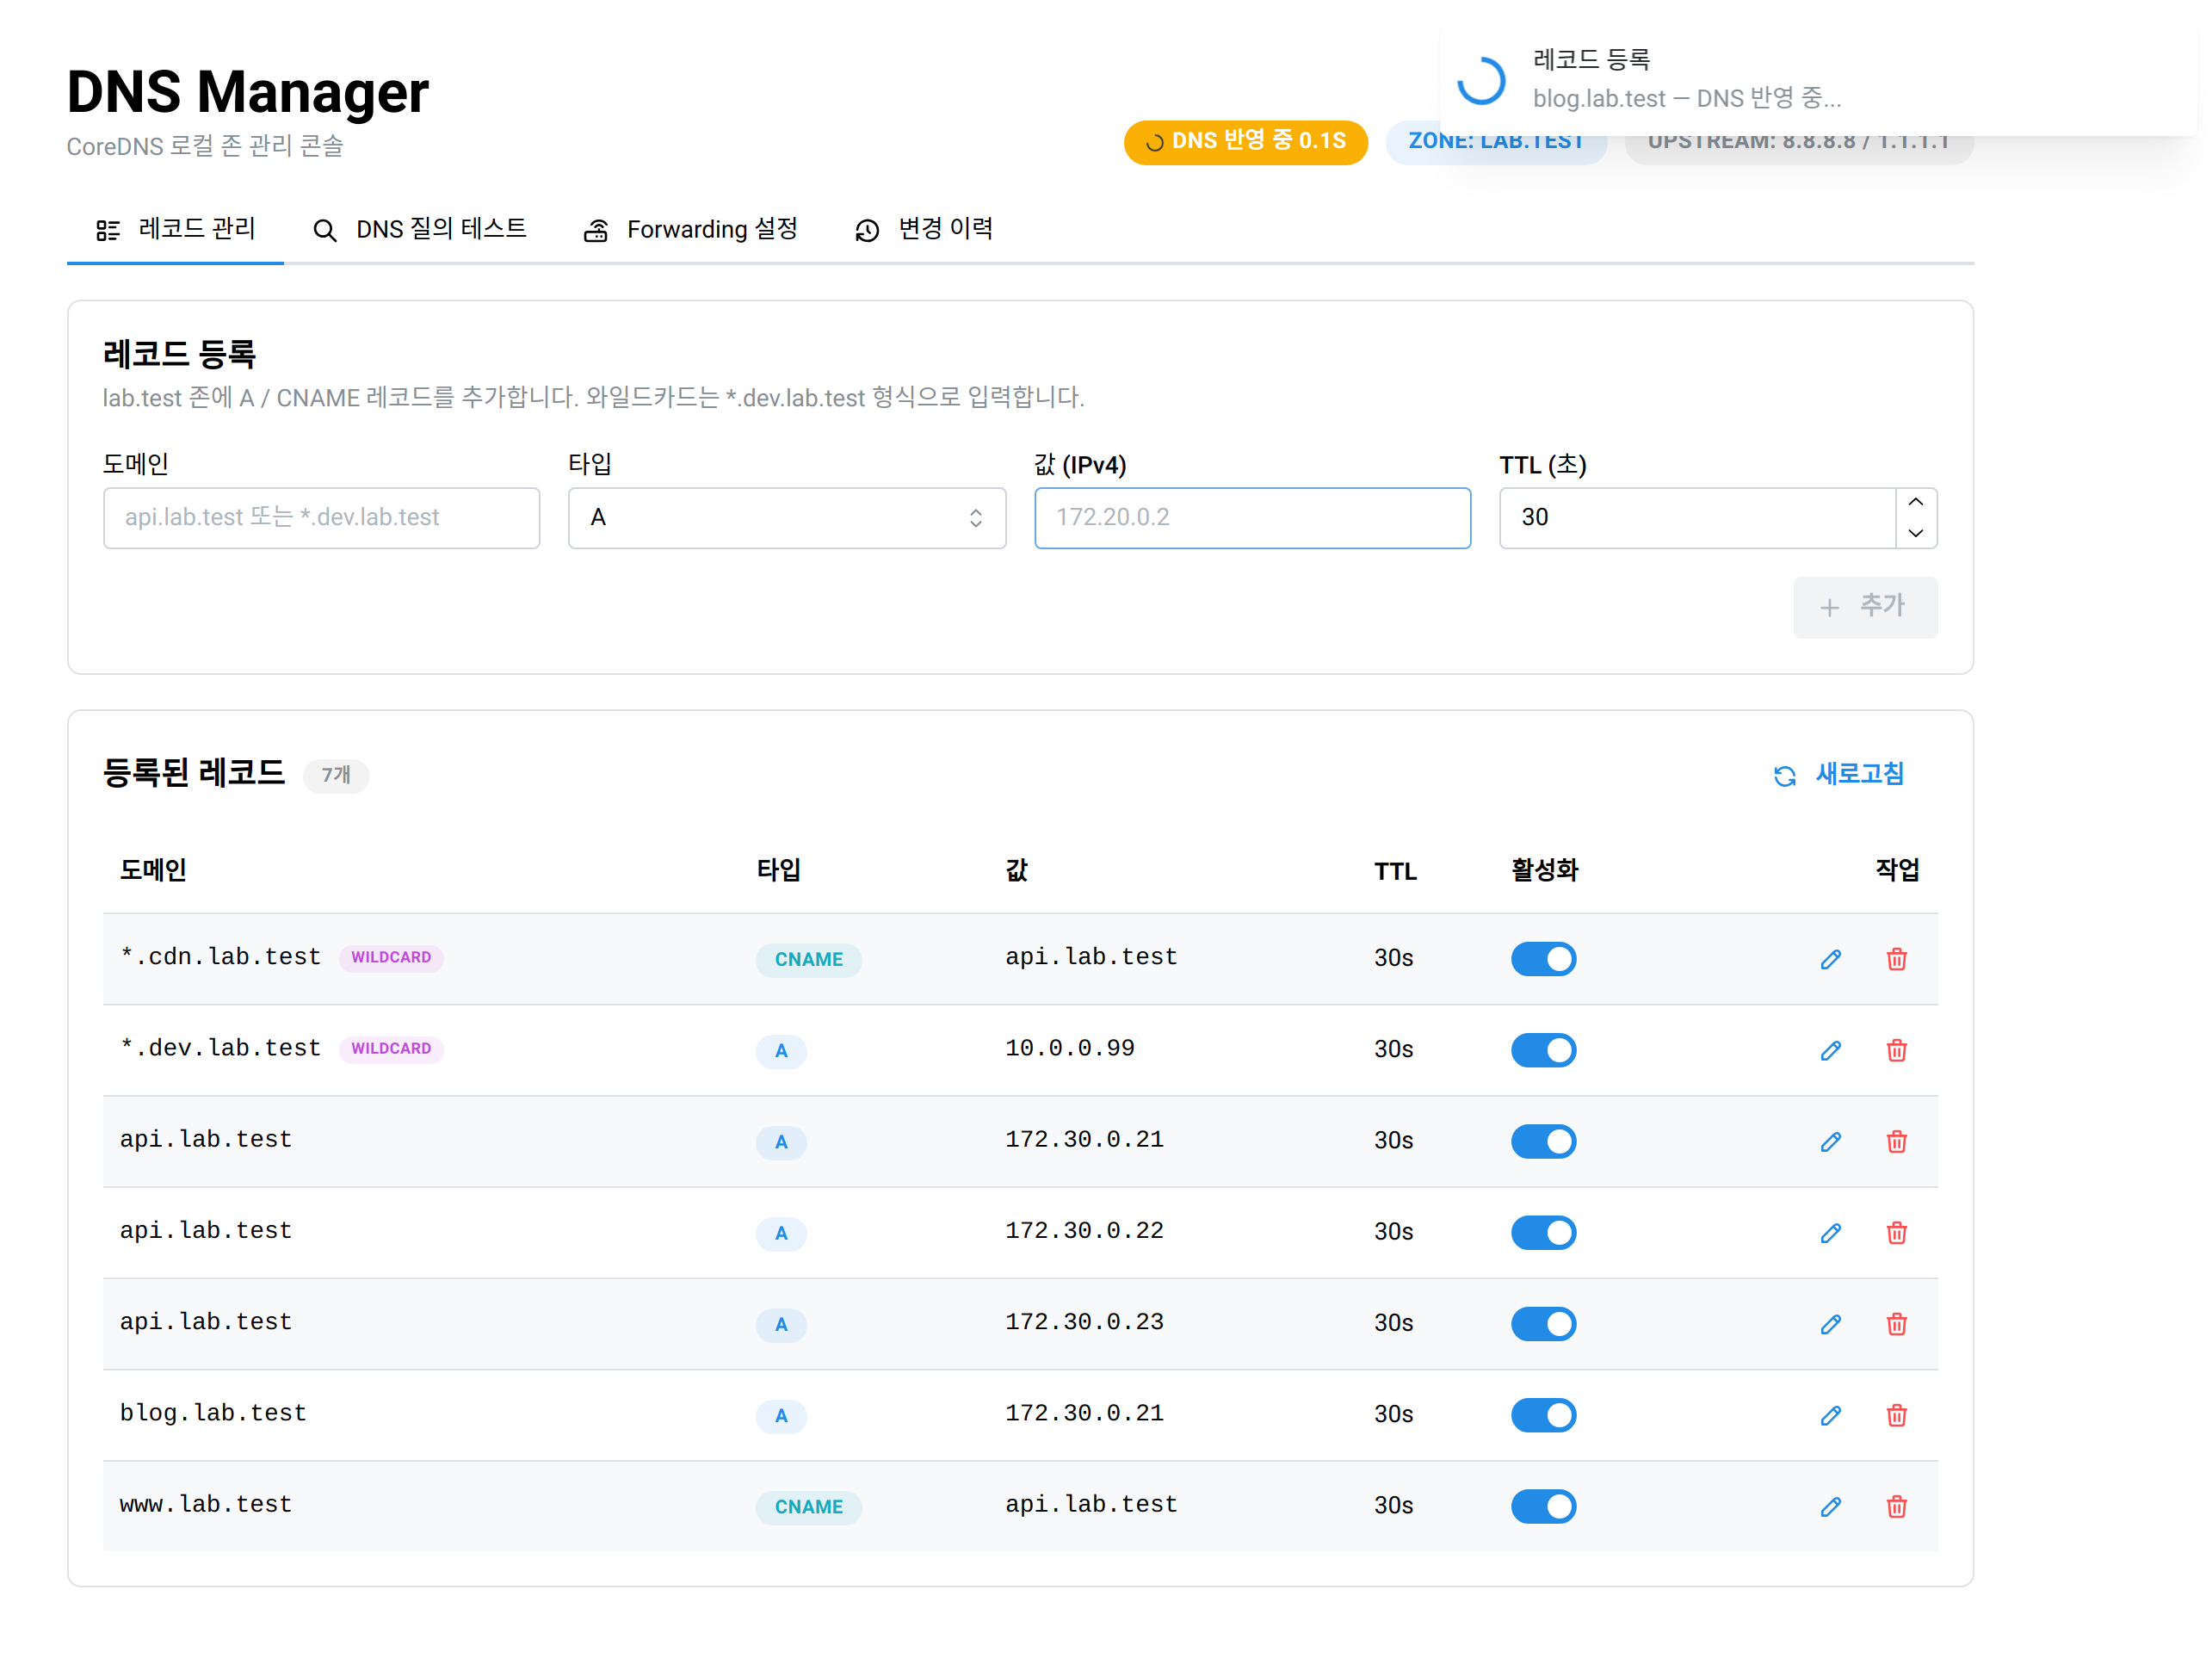 DNS Manager
CoreDNS 로컬 존 관리 콘솔
레코드 등록
blog.lab.test — DNS 반영 중...
DNS 반영 중 0.1S
ZONE: LAB.TEST
UPSTREAM: 8.8.8.8 / 1.1.1.1
레코드 관리
DNS 질의 테스트
Forwarding 설정
변경 이력
레코드 등록
lab.test 존에 A / CNAME 레코드를 추가합니다. 와일드카드는 *.dev.lab.test 형식으로 입력합니다.
도메인 타입 값 (IPv4) TTL (초)
api.lab.test 또는 *.dev.lab.test A 172.20.0.2 30
추가
등록된 레코드 7개 새로고침
도메인 타입 값 TTL 활성화 작업
*.cdn.lab.test WILDCARD CNAME api.lab.test 30s
*.dev.lab.test WILDCARD A 10.0.0.99 30s
api.lab.test A 172.30.0.21 30s
api.lab.test A 172.30.0.22 30s
api.lab.test A 172.30.0.23 30s
blog.lab.test A 172.30.0.21 30s
www.lab.test CNAME api.lab.test 30s